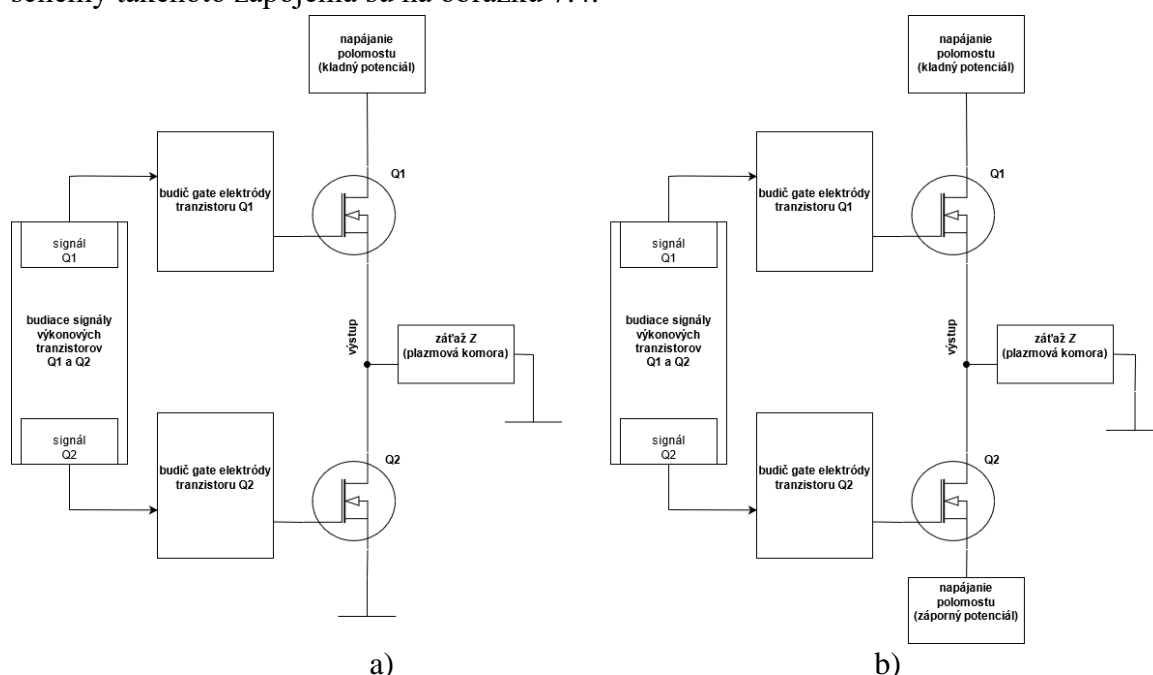 schémy takéhoto zapojenia sú na obrázku 7.4.
napájanie
polomostu
(kladný potenciál)
Q1
budič gate elektródy
tranzistoru Q1
signál
Q1
budiace signály
výkonových
tranzistorov
Q1 a Q2
výstup
záťaž Z
(plazmová komora)
signál
Q2
budič gate elektródy
tranzistoru Q2
Q2
a)
napájanie
polomostu
(kladný potenciál)
Q1
budič gate elektródy
tranzistoru Q1
signál
Q1
budiace signály
výkonových
tranzistorov
Q1 a Q2
výstup
záťaž Z
(plazmová komora)
signál
Q2
budič gate elektródy
tranzistoru Q2
Q2
napájanie
polomostu
(záporný potenciál)
b)